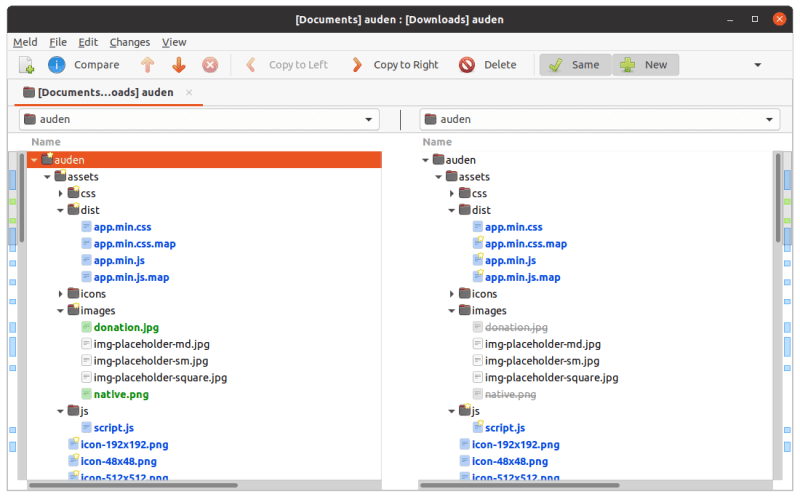 [Documents] auden : [Downloads] auden
Meld File Edit Changes View
Compare Copy to Left Copy to Right Delete Same New
[Documents...oads] auden
auden auden
Name Name
auden auden
assets assets
css css
dist dist
app.min.css app.min.css
app.min.css.map app.min.css.map
app.min.js app.min.js
app.min.js.map app.min.js.map
icons icons
images images
donation.jpg donation.jpg
img-placeholder-md.jpg img-placeholder-md.jpg
img-placeholder-sm.jpg img-placeholder-sm.jpg
img-placeholder-square.jpg img-placeholder-square.jpg
native.png native.png
js js
script.js script.js
icon-192x192.png icon-192x192.png
icon-48x48.png icon-48x48.png
icon-512x512.png icon-512x512.png